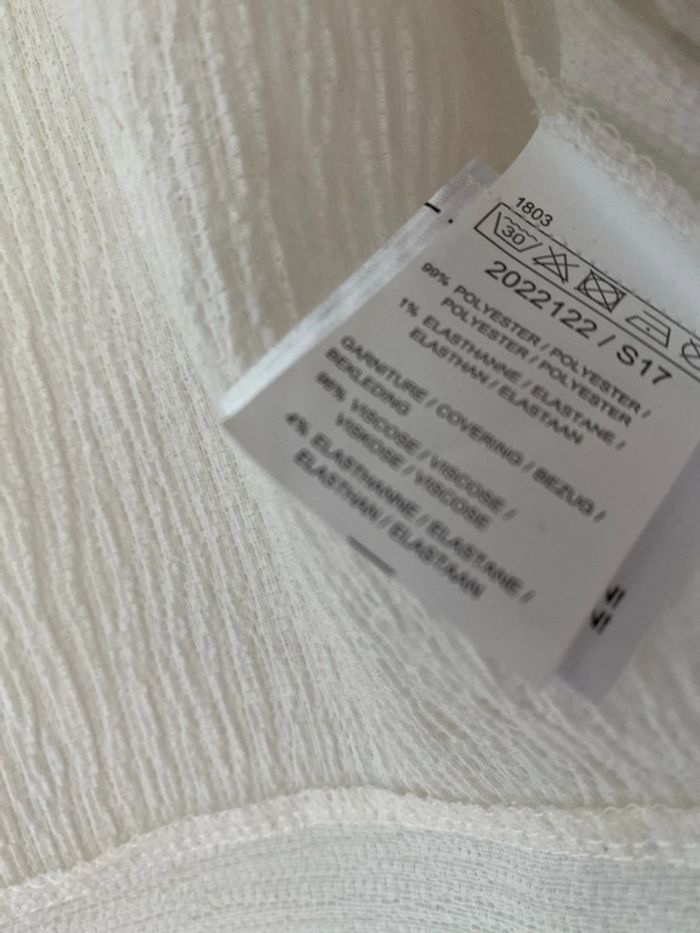 1803
30
2022122 / S17
99% POLYESTER / POLYESTER /
POLYESTER / POLYESTER
1% ELASTHANNE / ELASTANE /
ELASTHAN / ELASTAAN
GARNITURE / COVERING / BEZUG /
BEKLEDING
96% VISCOSE / VISCOSE /
VISKOSE / VISCOSE
4% ELASTHANNE / ELASTANE /
ELASTHAN / ELASTAAN